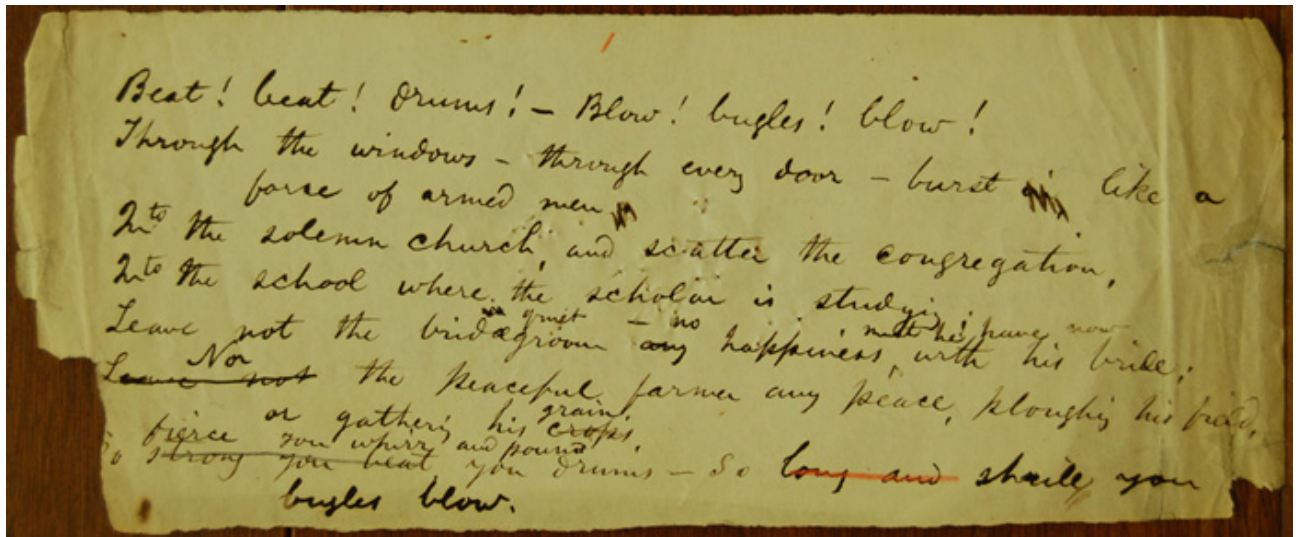 Beat! beat! drums! – Blow! bugles! blow!
Through the windows – through every door – burst like a
force of armed men
Into the solemn church, and scatter the congregation,
Into the school where the scholar is studying;
quiet – no must he have now
Leave not the bridegroom any happiness with his bride;
Nor
Leave not the peaceful farmer any peace, ploughing his field,
or gathering his crops, grain,
fierce you whirr and pound
So strong you beat you drums – So long and shrill you
bugles blow.